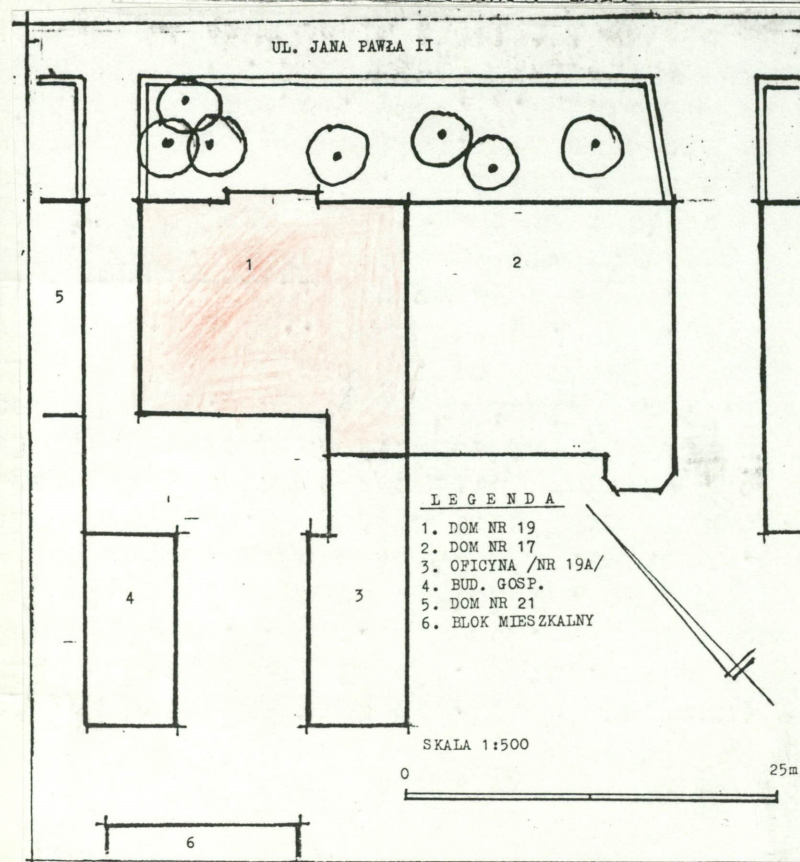 UL. JANA PAWŁA II
1
2
5
LEGENDA
1. DOM NR 19
2. DOM NR 17
3. OFICYNA /NR 19A/
4. BUD. GOSP.
5. DOM NR 21
6. BLOK MIESZKALNY
4
3
SKALA 1:500
0 25m
6